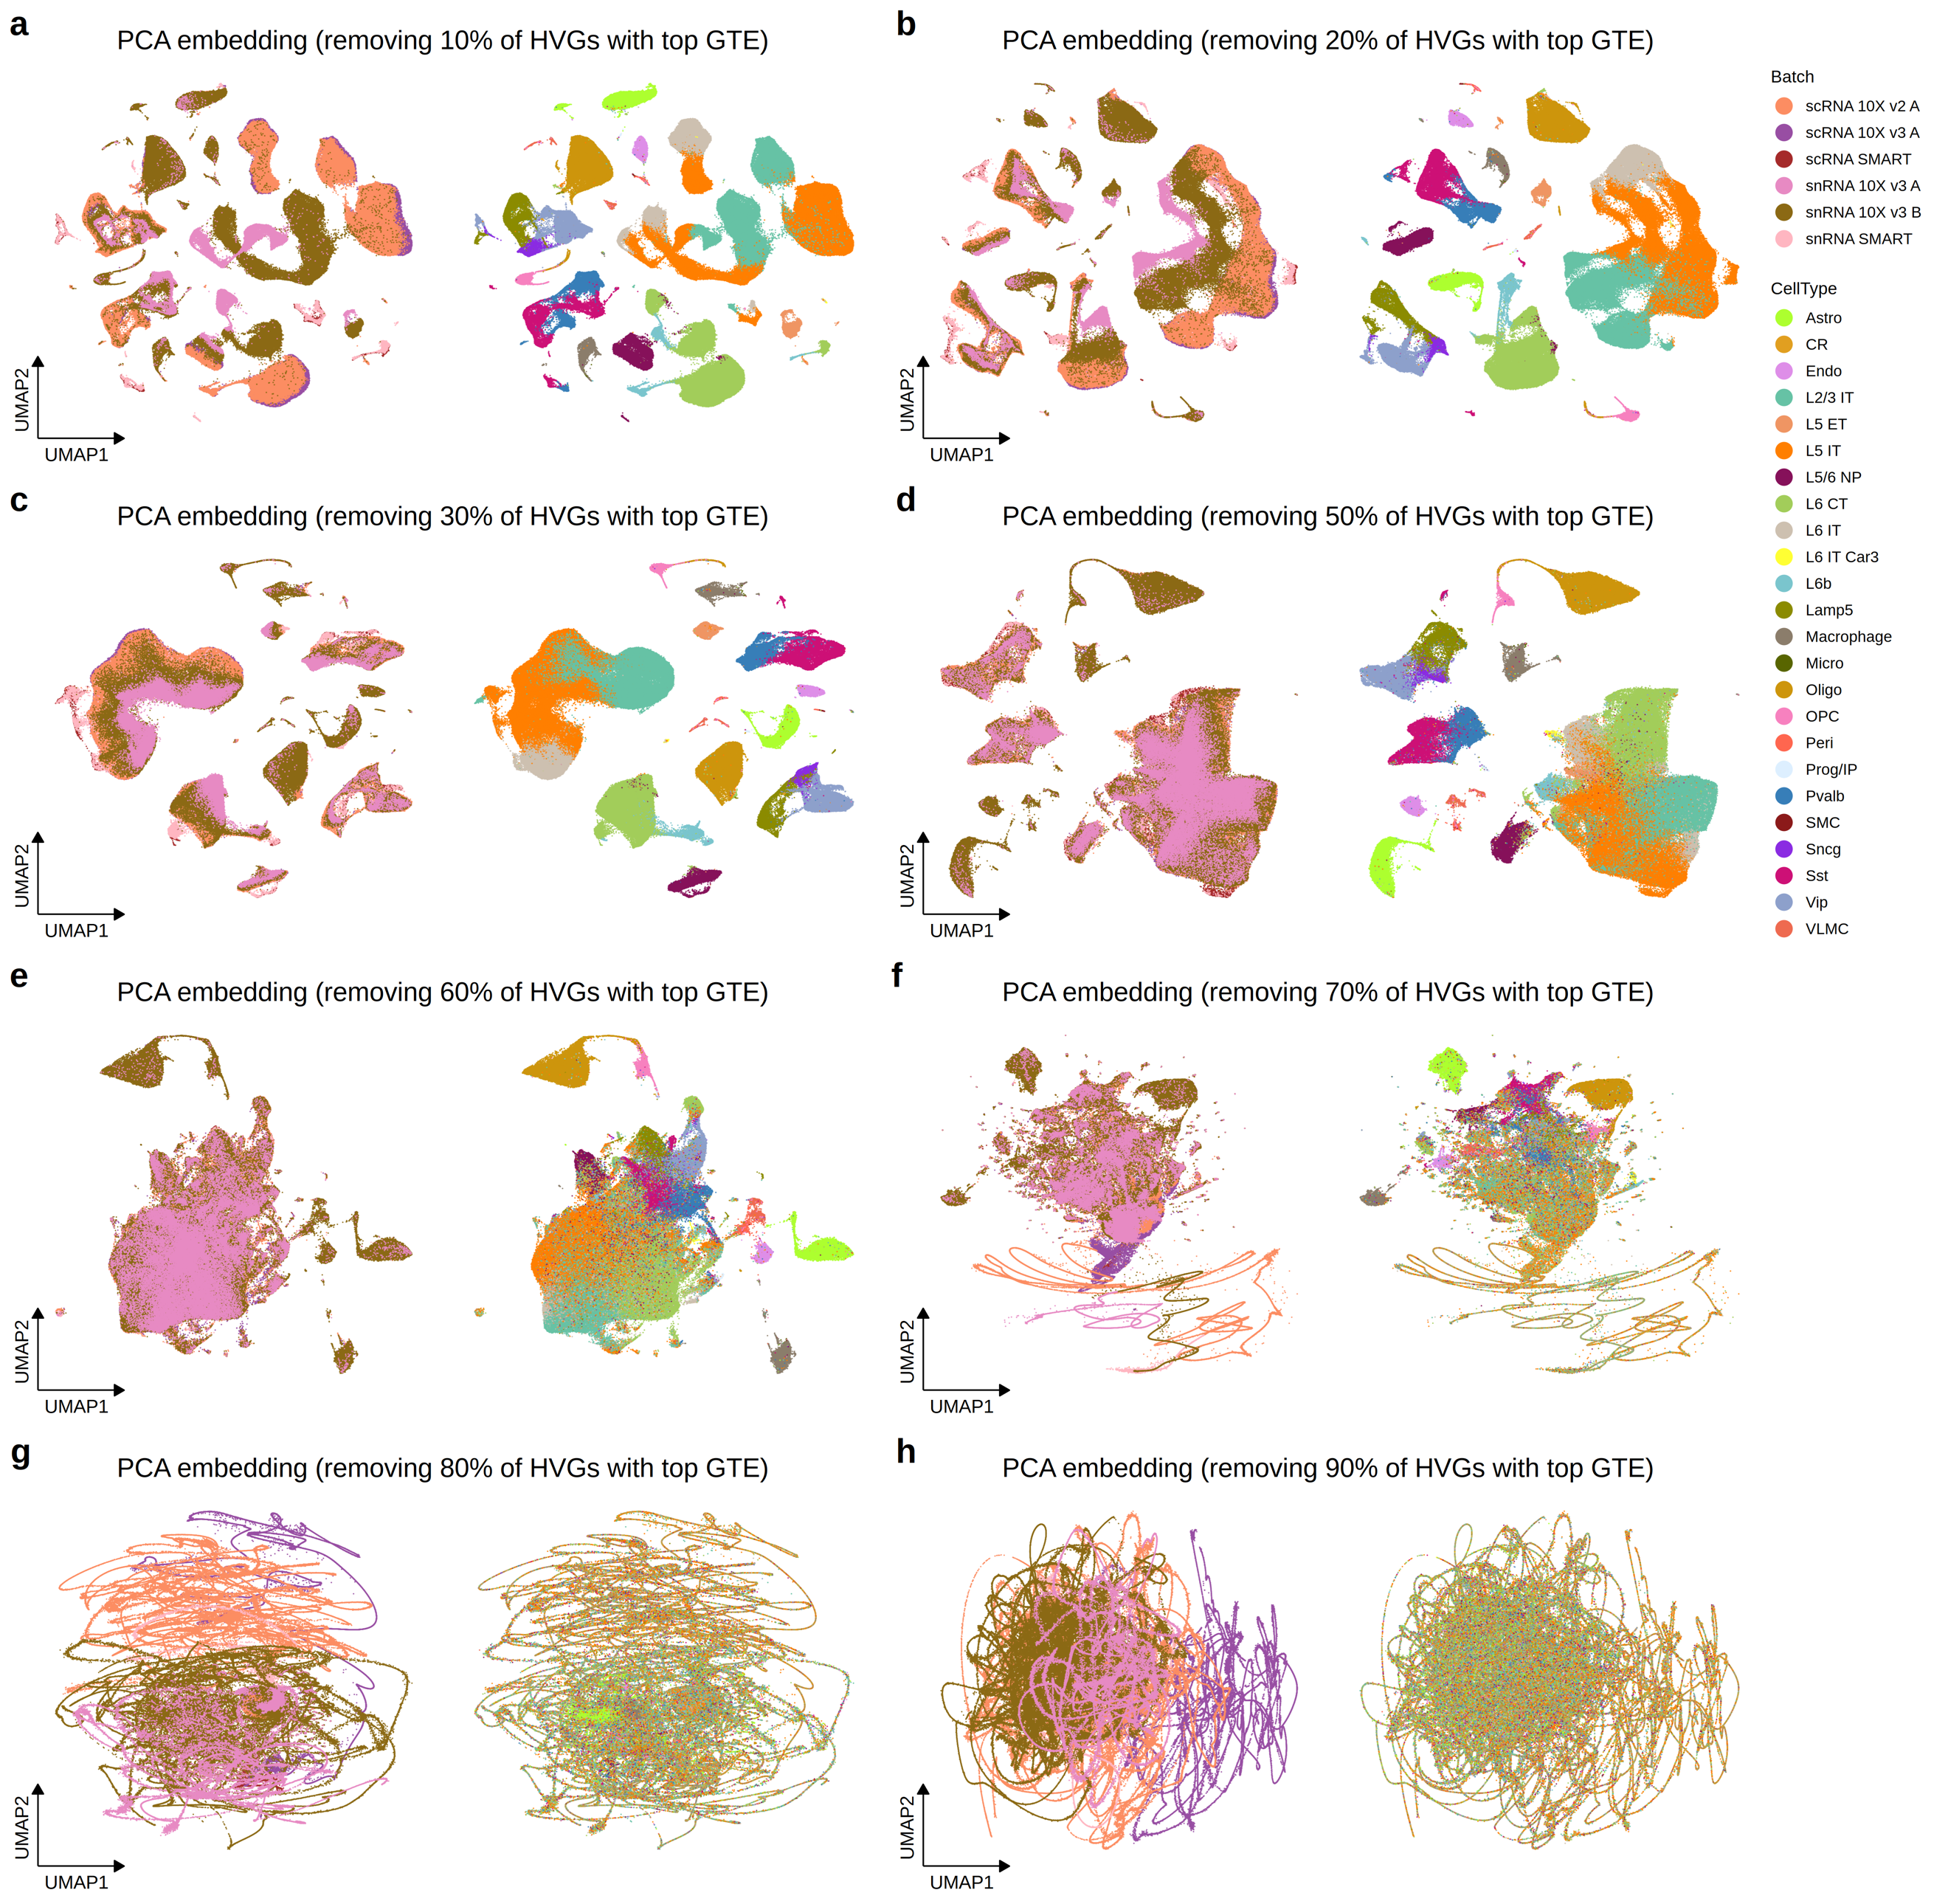 a
PCA embedding (removing 10% of HVGs with top GTE)
UMAP2
UMAP1
b
PCA embedding (removing 20% of HVGs with top GTE)
UMAP2
UMAP1
Batch
scRNA 10X v2 A
scRNA 10X v3 A
scRNA SMART
snRNA 10X v3 A
snRNA 10X v3 B
snRNA SMART
CellType
Astro
CR
Endo
L2/3 IT
L5 ET
L5 IT
L5/6 NP
L6 CT
L6 IT
L6 IT Car3
L6b
Lamp5
Macrophage
Micro
Oligo
OPC
Peri
Prog/IP
Pvalb
SMC
Sncg
Sst
Vip
VLMC
c
PCA embedding (removing 30% of HVGs with top GTE)
UMAP2
UMAP1
d
PCA embedding (removing 50% of HVGs with top GTE)
UMAP2
UMAP1
e
PCA embedding (removing 60% of HVGs with top GTE)
UMAP2
UMAP1
f
PCA embedding (removing 70% of HVGs with top GTE)
UMAP2
UMAP1
g
PCA embedding (removing 80% of HVGs with top GTE)
UMAP2
UMAP1
h
PCA embedding (removing 90% of HVGs with top GTE)
UMAP2
UMAP1